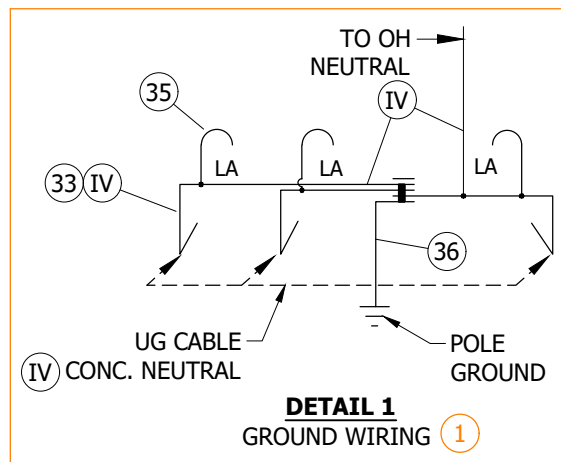 TO OH
NEUTRAL
35
IV
LA
LA
LA
33 IV
36
UG CABLE
IV CONC. NEUTRAL
POLE
GROUND
DETAIL 1
GROUND WIRING 1